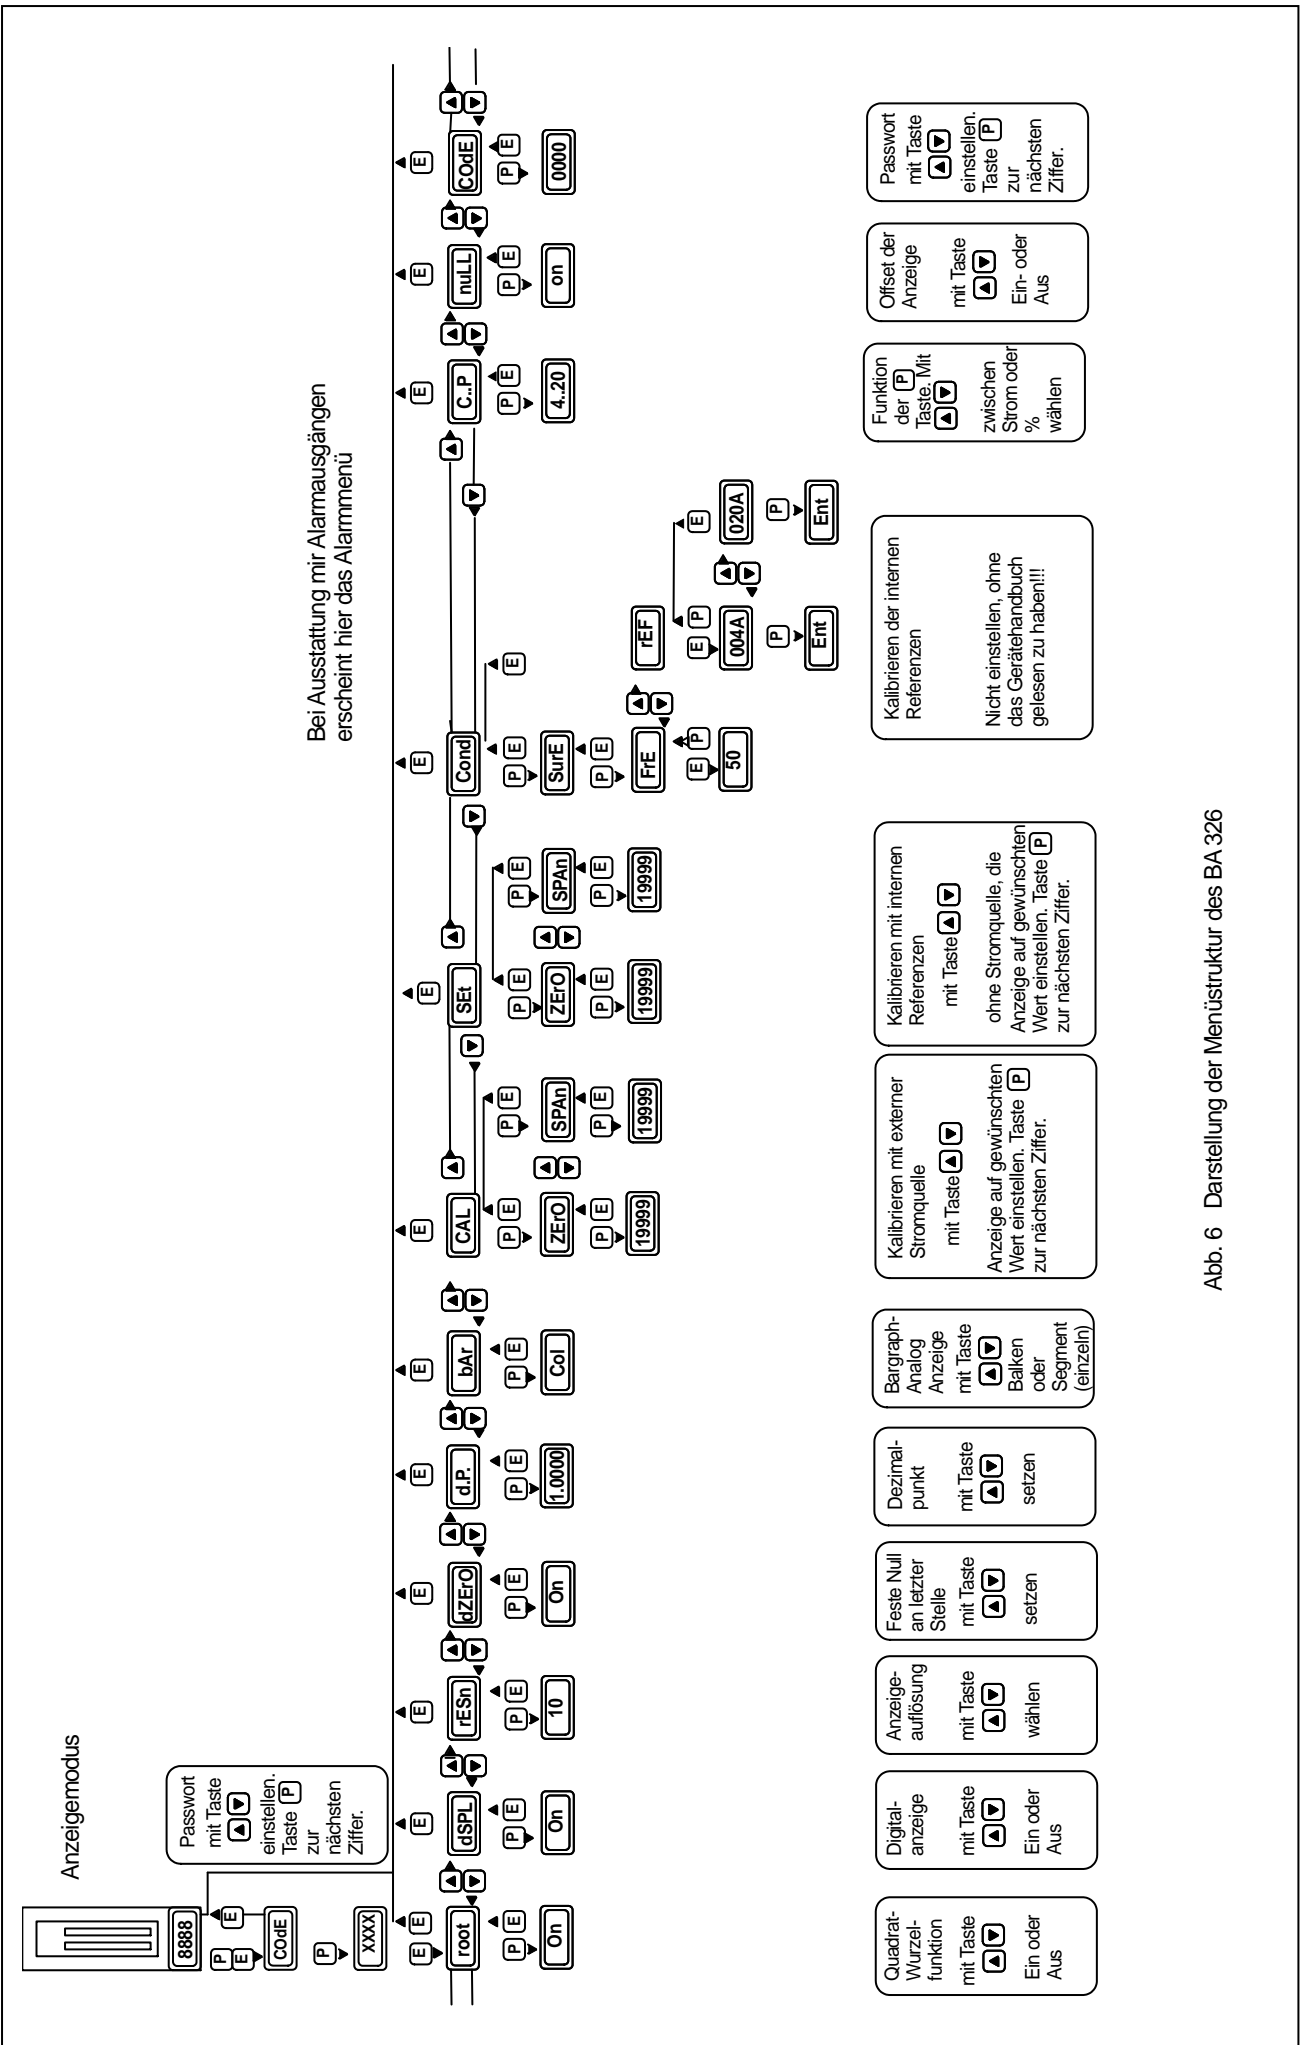 Anzeigemodus
8888
P
E
E
COdE
P
XXXX
Passwort
mit Taste
einstellen.
Taste P
zur
nächsten
Ziffer.
Bei Ausstattung mir Alarmausgängen
erscheint hier das Alarmmenü
E E
root
P E
On
E
dSPL
P E
On
E
rESn
P E
10
E
dZErO
P E
On
E
d.P.
P E
1.0000
E
bAr
P E
Col
E
CAL
P E
ZErO
P E
19999
P E
SPAn
P E
19999
E
SEt
P E
ZErO
P E
19999
P E
SPAn
P E
19999
E
Cond
P E
E
SurE
P E
FrE
E P
50
rEF
E P
004A
P
Ent
E
020A
P
Ent
E
C..P
P E
4..20
E
nuLL
P E
on
E
COdE
P E
0000
Quadrat-
Wurzel-
funktion
mit Taste
Ein oder
Aus
Digital-
anzeige
mit Taste
Ein oder
Aus
Anzeige-
auflösung
mit Taste
wählen
Feste Null
an letzter
Stelle
mit Taste
setzen
Dezimal-
punkt
mit Taste
setzen
Bargraph-
Analog
Anzeige
mit Taste
Balken
oder
Segment
(einzeln)
Kalibrieren mit externer
Stromquelle
mit Taste
Anzeige auf gewünschten
Wert einstellen. Taste P
zur nächsten Ziffer.
Kalibrieren mit internen
Referenzen
mit Taste
ohne Stromquelle, die
Anzeige auf gewünschten
Wert einstellen. Taste P
zur nächsten Ziffer.
Kalibrieren der internen
Referenzen
Nicht einstellen, ohne
das Gerätehandbuch
gelesen zu haben!!!
Funktion
der P
Taste. Mit
zwischen
Strom oder
%
wählen
Offset der
Anzeige
mit Taste
Ein- oder
Aus
Passwort
mit Taste
einstellen.
Taste P
zur
nächsten
Ziffer.
Abb. 6 Darstellung der Menüstruktur des BA 326